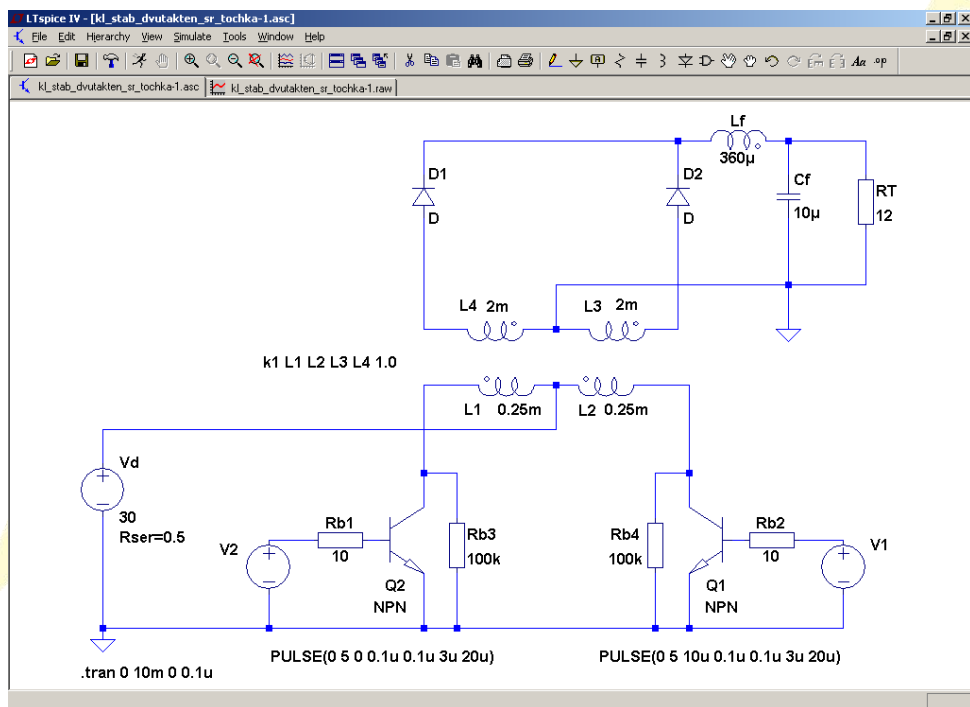 LTspice IV - [kl_stab_dvutakten_sr_tochka-1.asc]
File Edit Hierarchy View Simulate Tools Window Help
Aa .op
kl_stab_dvutakten_sr_tochka-1.asc kl_stab_dvutakten_sr_tochka-1.raw
Lf
360µ
D1
D
D2
D
Cf
10µ
RT
12
L4 2m
L3 2m
k1 L1 L2 L3 L4 1.0
L1 0.25m
L2 0.25m
Vd
30
Rser=0.5
V2
Rb1
10
Q2
NPN
Rb3
100k
Rb4
100k
Q1
NPN
Rb2
10
V1
PULSE(0 5 0 0.1u 0.1u 3u 20u)
PULSE(0 5 10u 0.1u 0.1u 3u 20u)
.tran 0 10m 0 0.1u